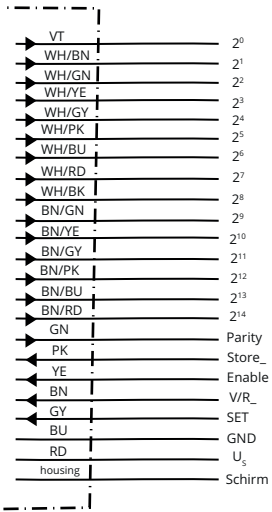 VT 2⁰
WH/BN 2¹
WH/GN 2²
WH/YE 2³
WH/GY 2⁴
WH/PK 2⁵
WH/BU 2⁶
WH/RD 2⁷
WH/BK 2⁸
BN/GN 2⁹
BN/YE 2¹⁰
BN/GY 2¹¹
BN/PK 2¹²
BN/BU 2¹³
BN/RD 2¹⁴
GN Parity
PK Store_
YE Enable
BN V/R_
GY SET
BU GND
RD Uₛ
housing Schirm